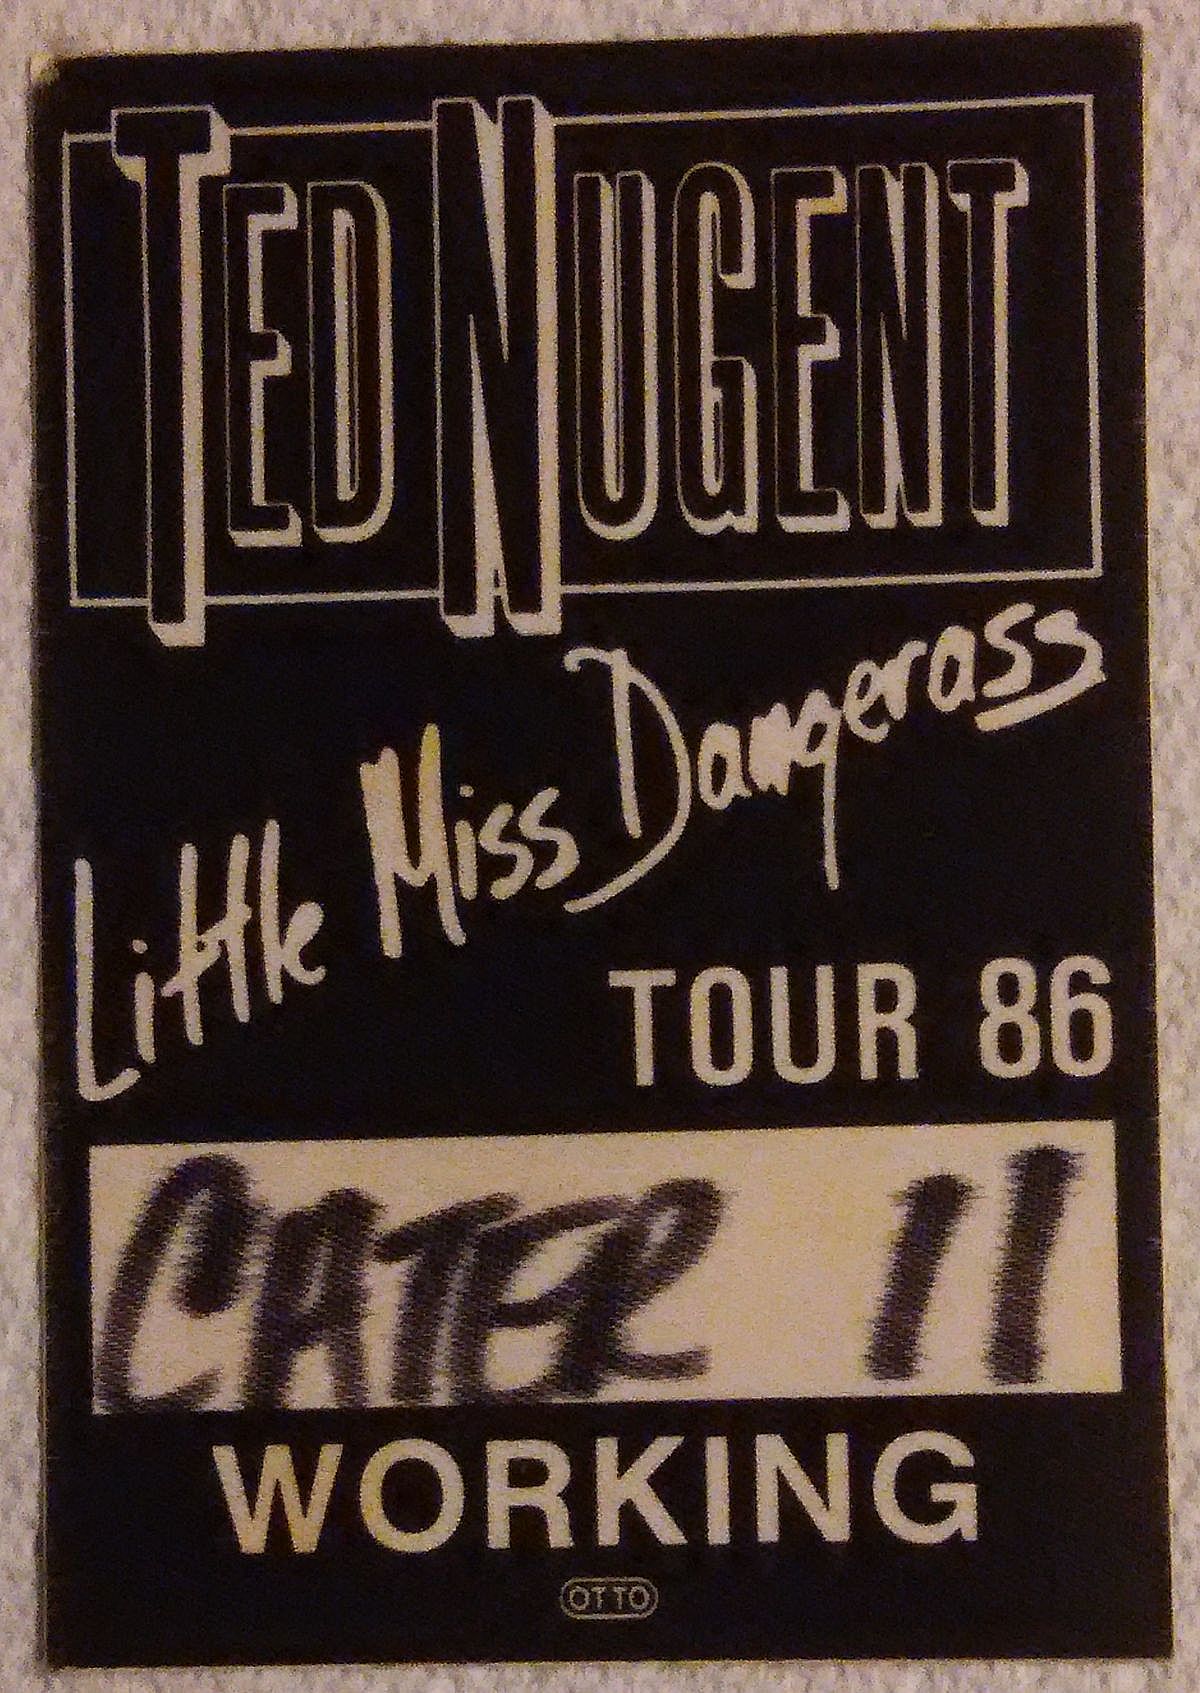 TED NUGENT
Little Miss Dangerass
TOUR 86
CATER 11
WORKING
OTTO